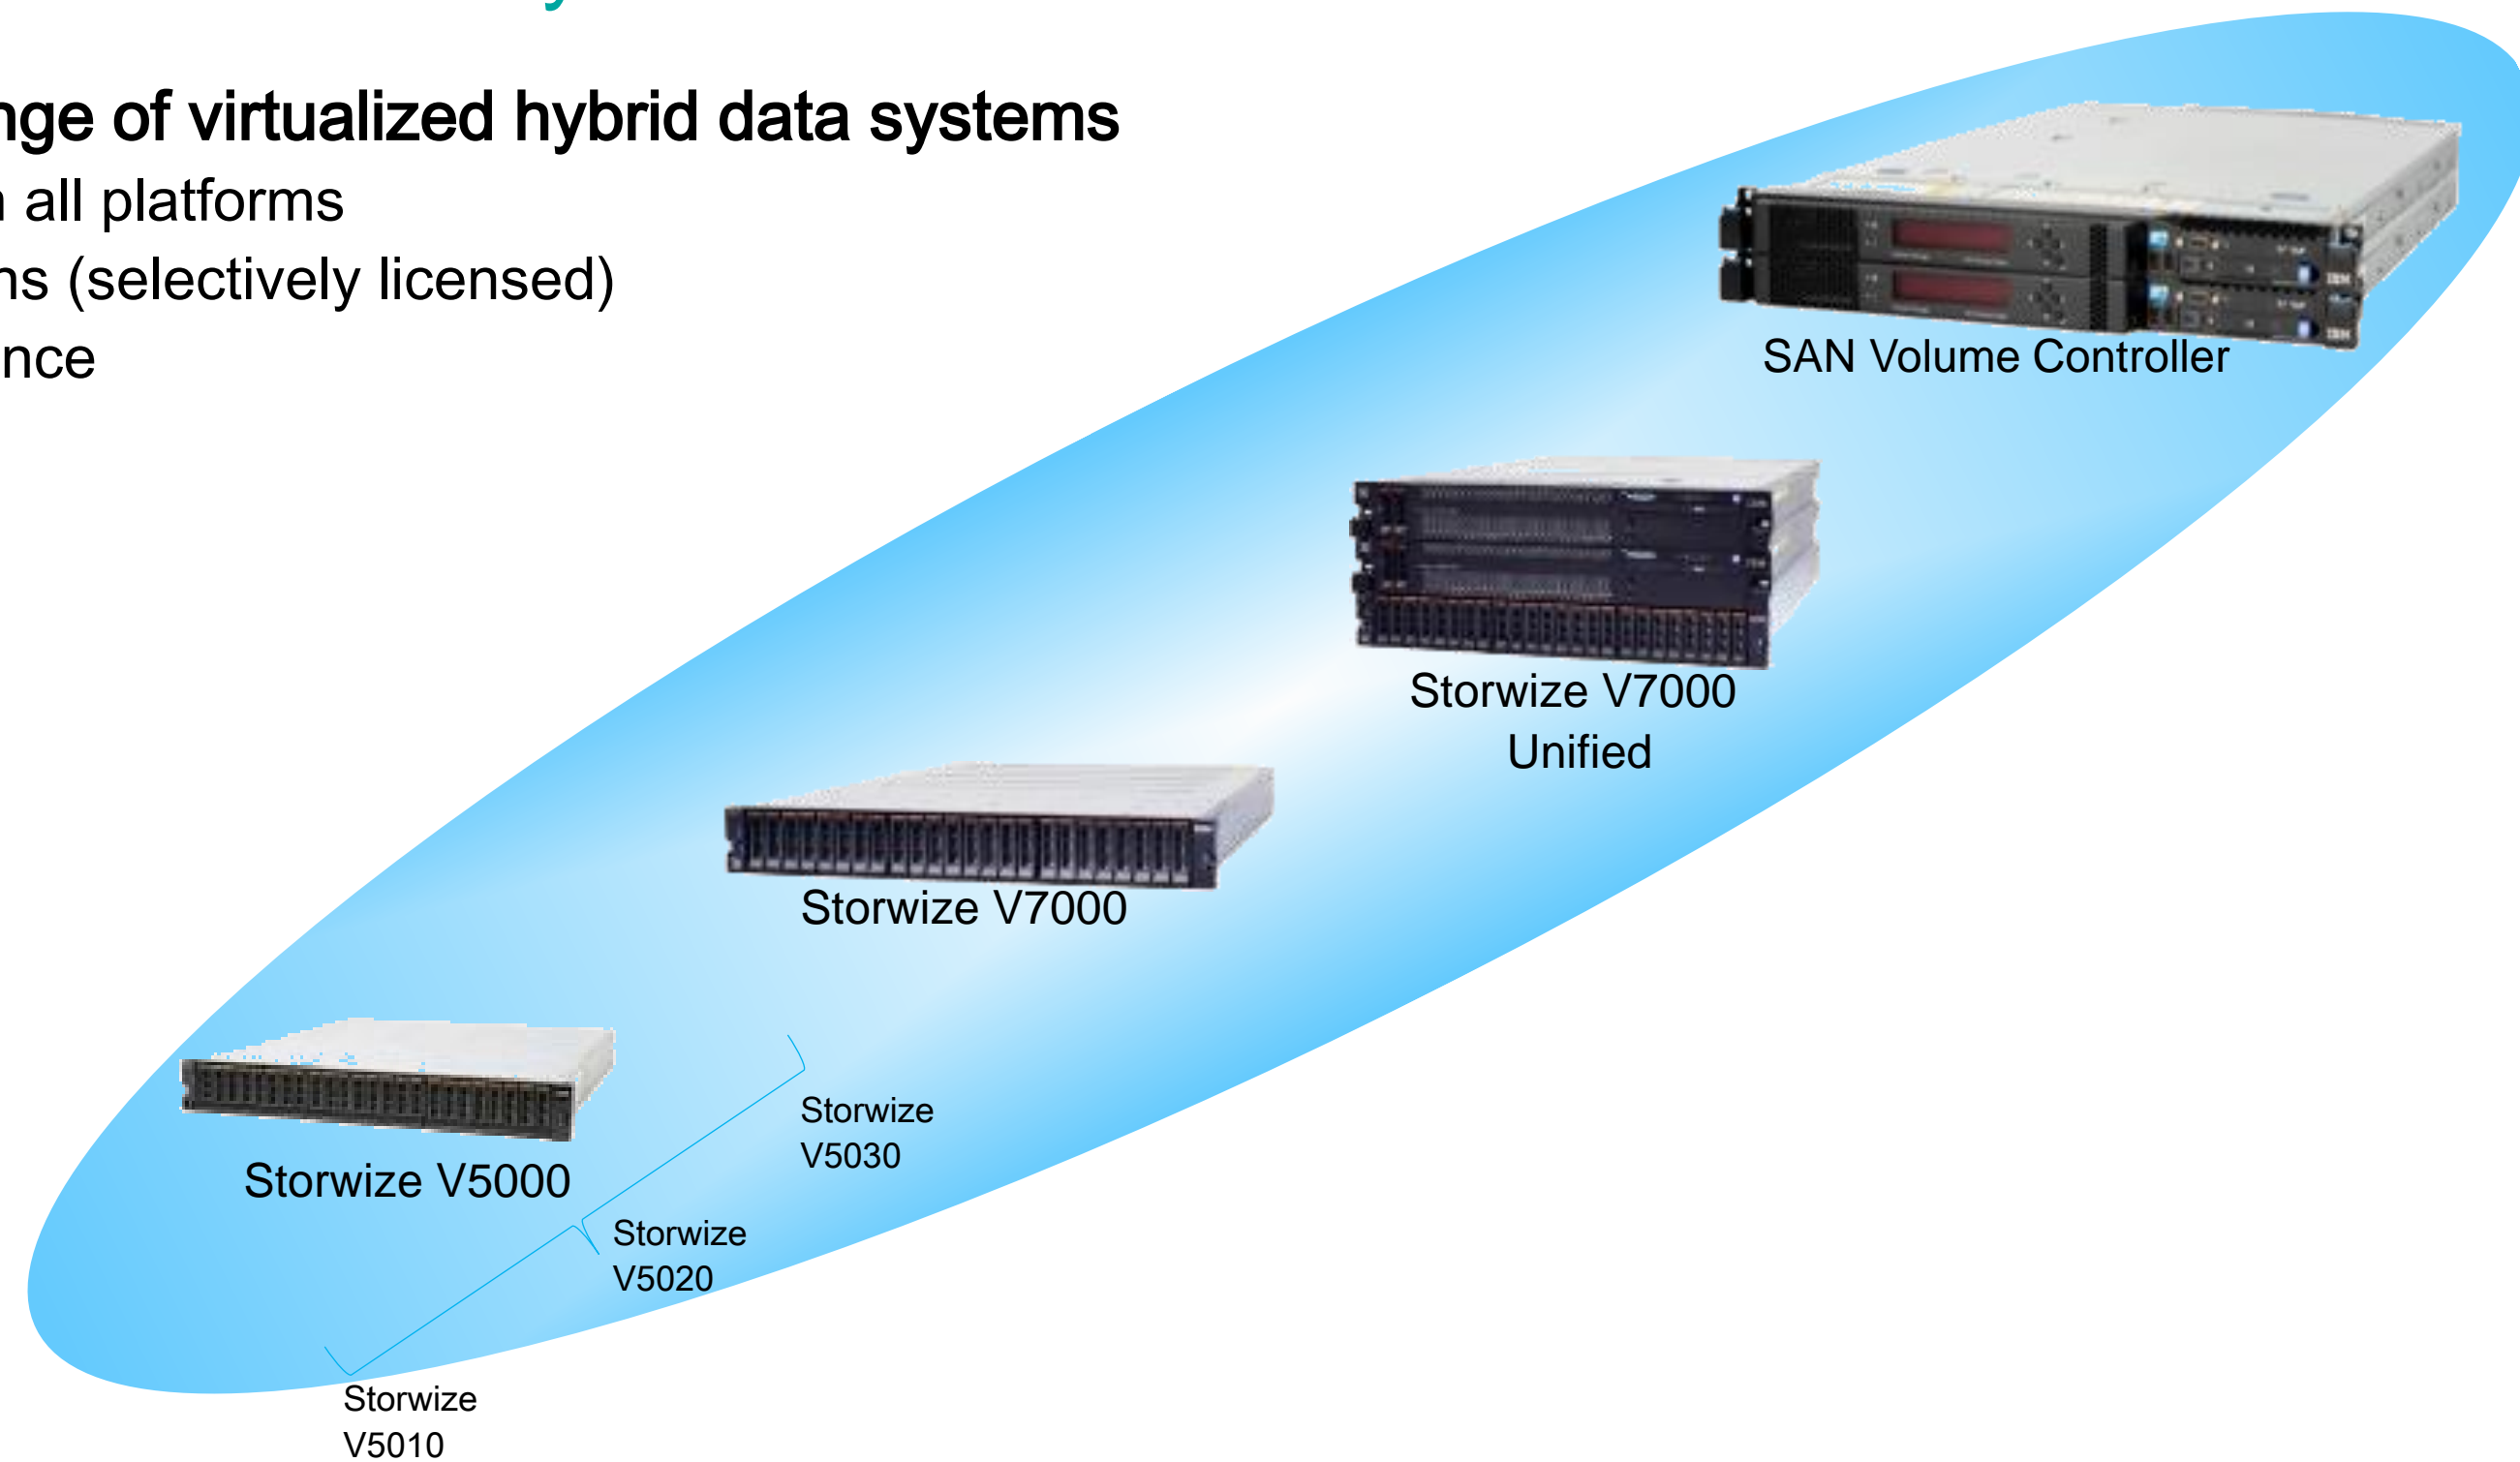 nge of virtualized hybrid data systems
all platforms
ns (selectively licensed)
nce
SAN Volume Controller
Storwize V7000
Unified
Storwize V7000
Storwize
V5030
Storwize V5000
Storwize
V5020
Storwize
V5010